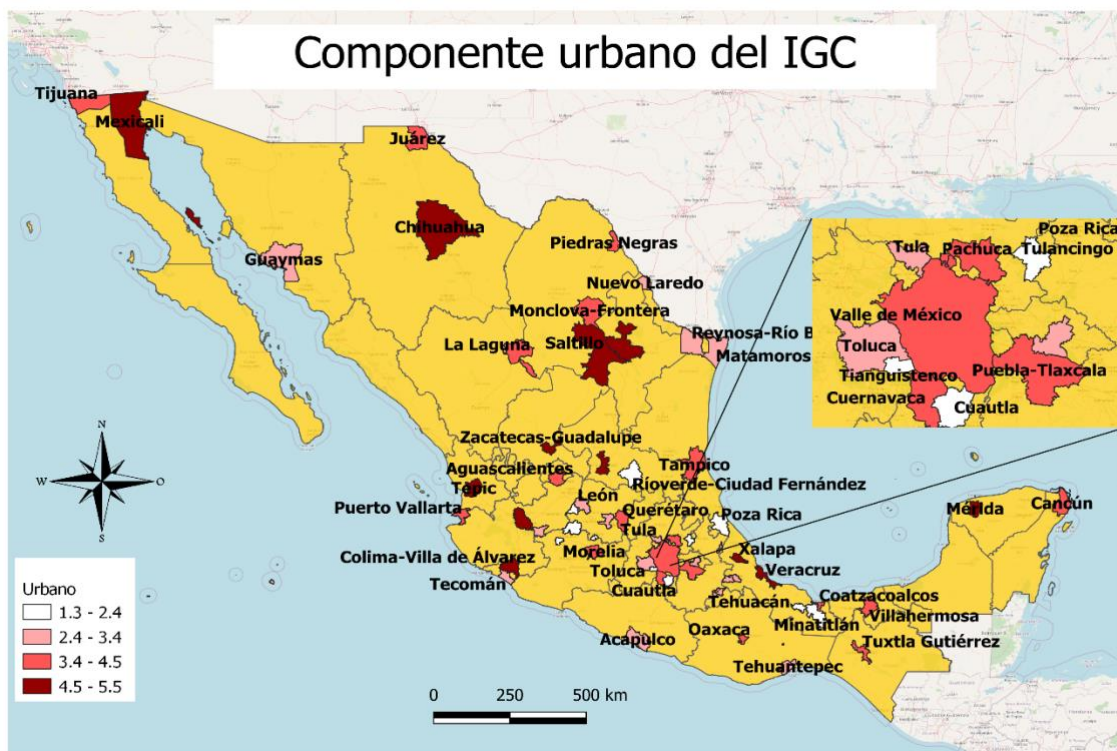 Componente urbano del IGC
Tijuana
Mexicali
Juárez
Chihuahua
Guaymas
Piedras Negras
Nuevo Laredo
Monclova-Frontera
La Laguna
Saltillo
Reynosa-Río B
Matamoros
Zacatecas-Guadalupe
Aguascalientes
Tepic
León
Tampico
Ríoverde-Ciudad Fernández
Puerto Vallarta
Querétaro
Poza Rica
Tula
Colima-Villa de Álvarez
Morelia
Xalapa
Tecomán
Toluca
Veracruz
Cuautla
Tehuacán
Coatzacoalcos
Minatitlán
Villahermosa
Acapulco
Oaxaca
Tuxtla Gutiérrez
Tehuantepec
Mérida
Cancún
Poza Rica
Tula
Pachuca
Tulancingo
Valle de México
Toluca
Tianguistenco
Puebla-Tlaxcala
Cuernavaca
Cuautla
N
W
O
S
Urbano
1.3 - 2.4
2.4 - 3.4
3.4 - 4.5
4.5 - 5.5
0 250 500 km